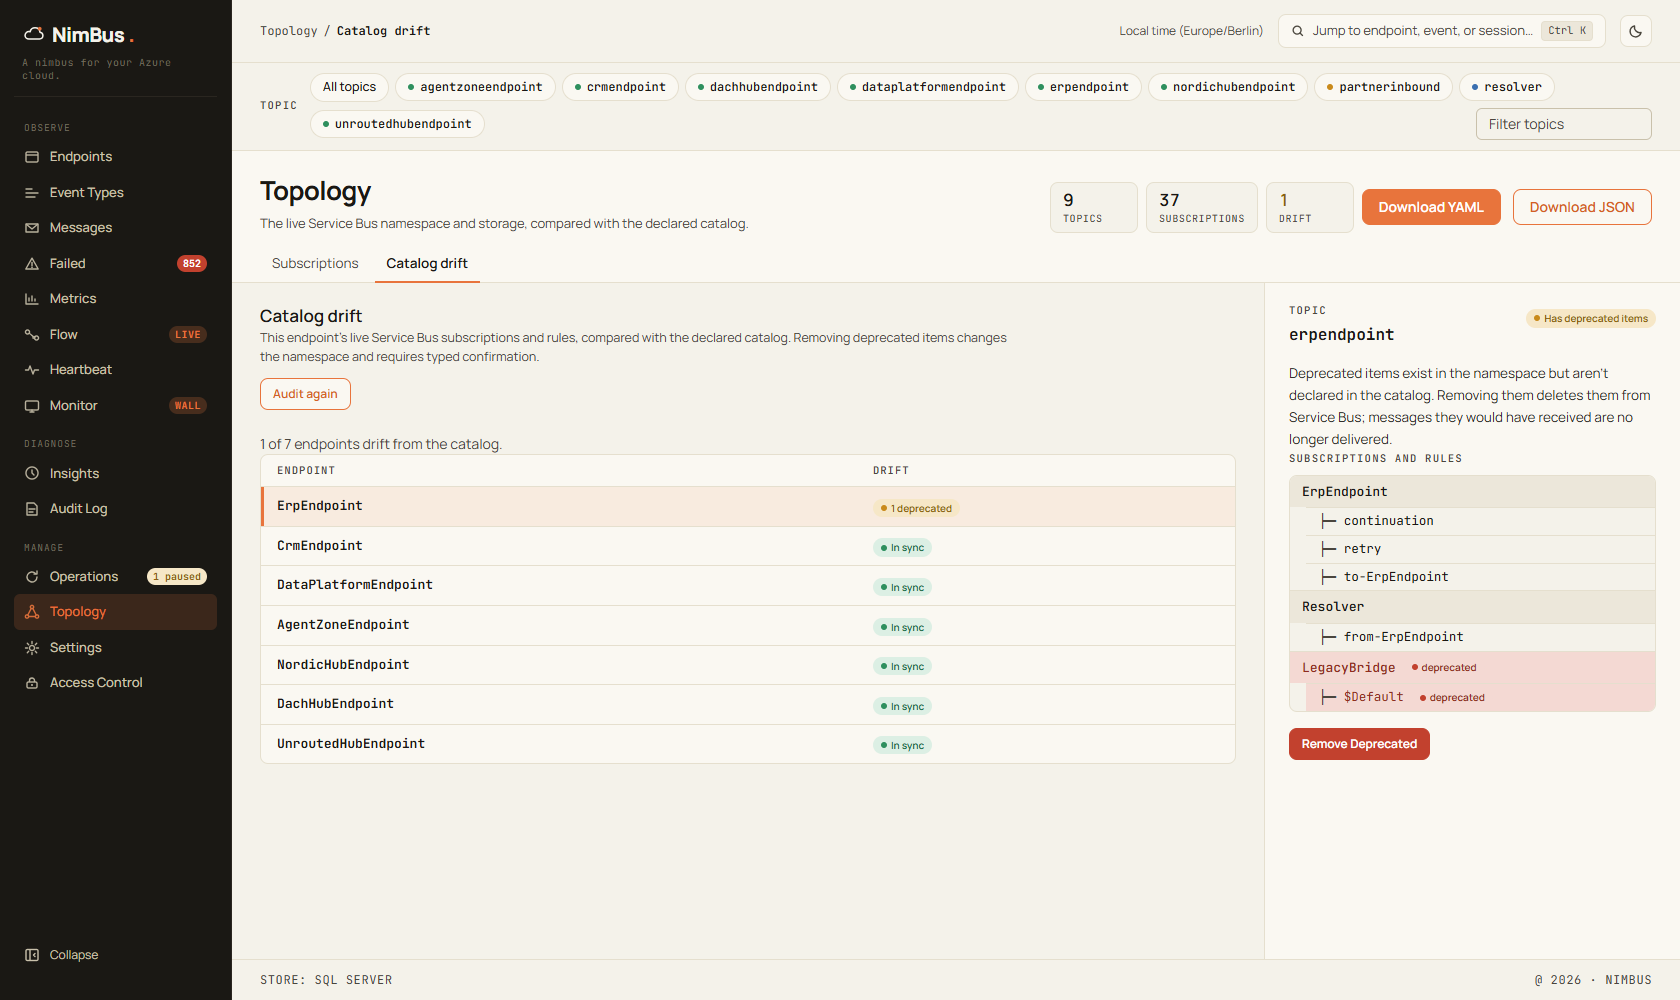 NimBus.
A nimbus for your Azure
cloud.
OBSERVE
Endpoints
Event Types
Messages
Failed 852
Metrics
Flow LIVE
Heartbeat
Monitor WALL
DIAGNOSE
Insights
Audit Log
MANAGE
Operations 1 paused
Topology
Settings
Access Control
Collapse
Topology / Catalog drift
Local time (Europe/Berlin)
Jump to endpoint, event, or session... Ctrl K
TOPIC
All topics agentzoneendpoint crmendpoint dachhubendpoint dataplatformendpoint erpendpoint nordichubendpoint partnerinbound resolver
unroutedhubendpoint
Filter topics
Topology
The live Service Bus namespace and storage, compared with the declared catalog.
9 TOPICS
37 SUBSCRIPTIONS
1 DRIFT
Download YAML
Download JSON
Subscriptions Catalog drift
Catalog drift
This endpoint's live Service Bus subscriptions and rules, compared with the declared catalog. Removing deprecated items changes
the namespace and requires typed confirmation.
Audit again
1 of 7 endpoints drift from the catalog.
ENDPOINT DRIFT
ErpEndpoint 1 deprecated
CrmEndpoint In sync
DataPlatformEndpoint In sync
AgentZoneEndpoint In sync
NordicHubEndpoint In sync
DachHubEndpoint In sync
UnroutedHubEndpoint In sync
TOPIC
erpendpoint
Has deprecated items
Deprecated items exist in the namespace but aren't
declared in the catalog. Removing them deletes them from
Service Bus; messages they would have received are no
longer delivered.
SUBSCRIPTIONS AND RULES
ErpEndpoint
├─ continuation
├─ retry
├─ to-ErpEndpoint
Resolver
├─ from-ErpEndpoint
LegacyBridge deprecated
├─ $Default deprecated
Remove Deprecated
STORE: SQL SERVER
@ 2026 · NIMBUS